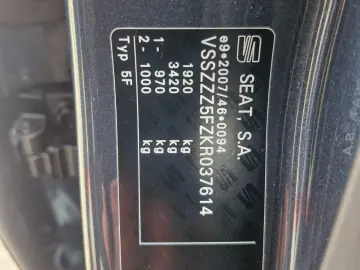 SEAT, S.A.
e9*2007/46*0094
VSSZZZ5FZKR037614
1920 kg
3420 kg
1- 970 kg
2- 1000 kg
Typ 5F